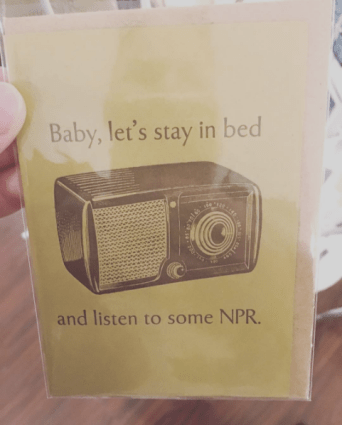 Baby, let's stay in bed
and listen to some NPR.